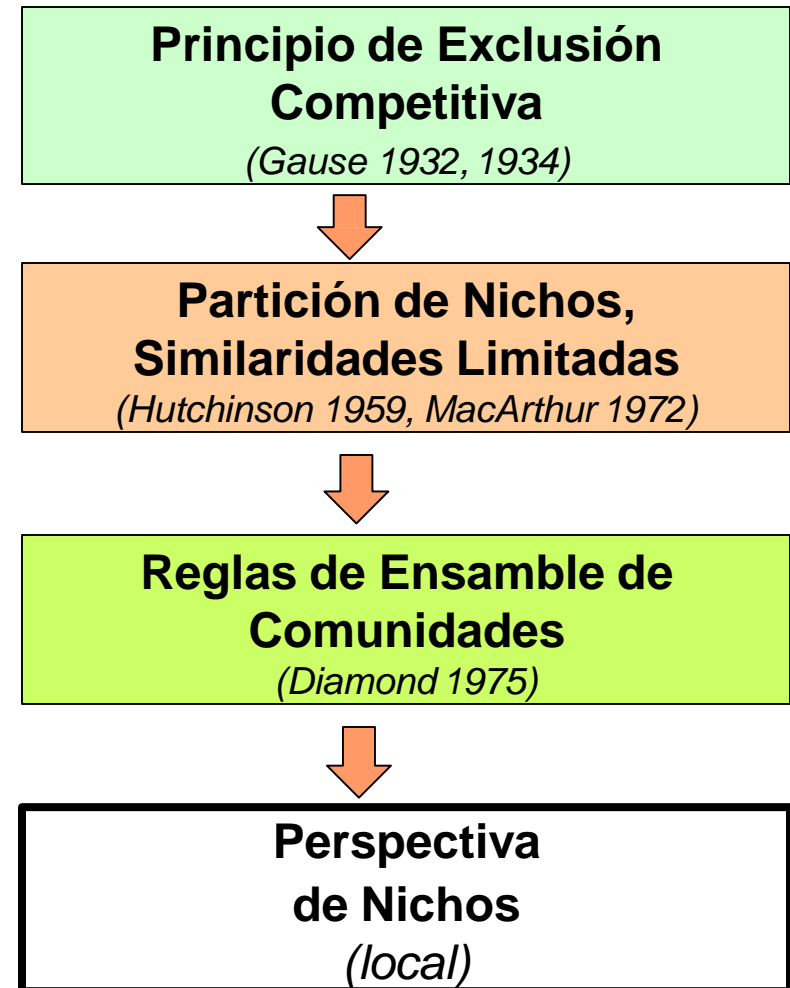 Principio de Exclusión
Competitiva
(Gause 1932, 1934)
Partición de Nichos,
Similaridades Limitadas
(Hutchinson 1959, MacArthur 1972)
Reglas de Ensamble de
Comunidades
(Diamond 1975)
Perspectiva
de Nichos
(local)